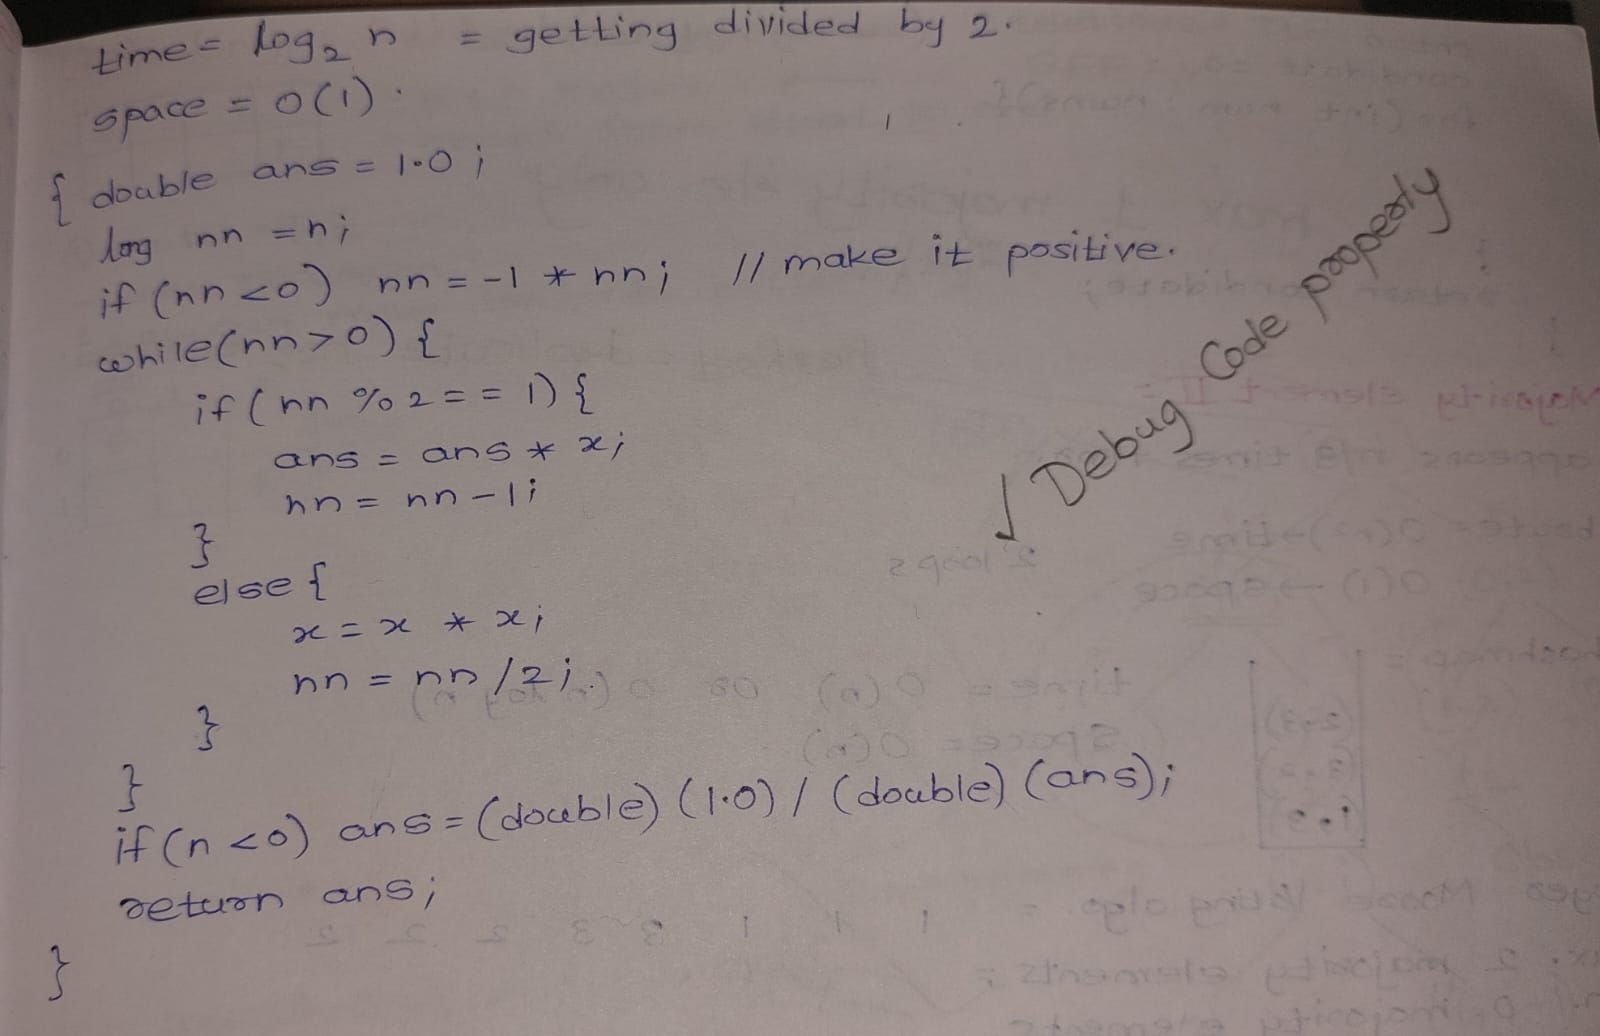 time = log₂ n = getting divided by 2.
space = O(1).
{ double ans = 1.0;
long nn = n;
if (nn <0) nn = -1 * nn; // make it positive.
while(nn > 0) {
if (nn % 2 == 1) {
ans = ans * x;
nn = nn - 1;
}
else {
x = x * x;
nn = nn / 2;
}
}
if (n <0) ans = (double) (1.0) / (double) (ans);
return ans;
}
√ Debug Code properly